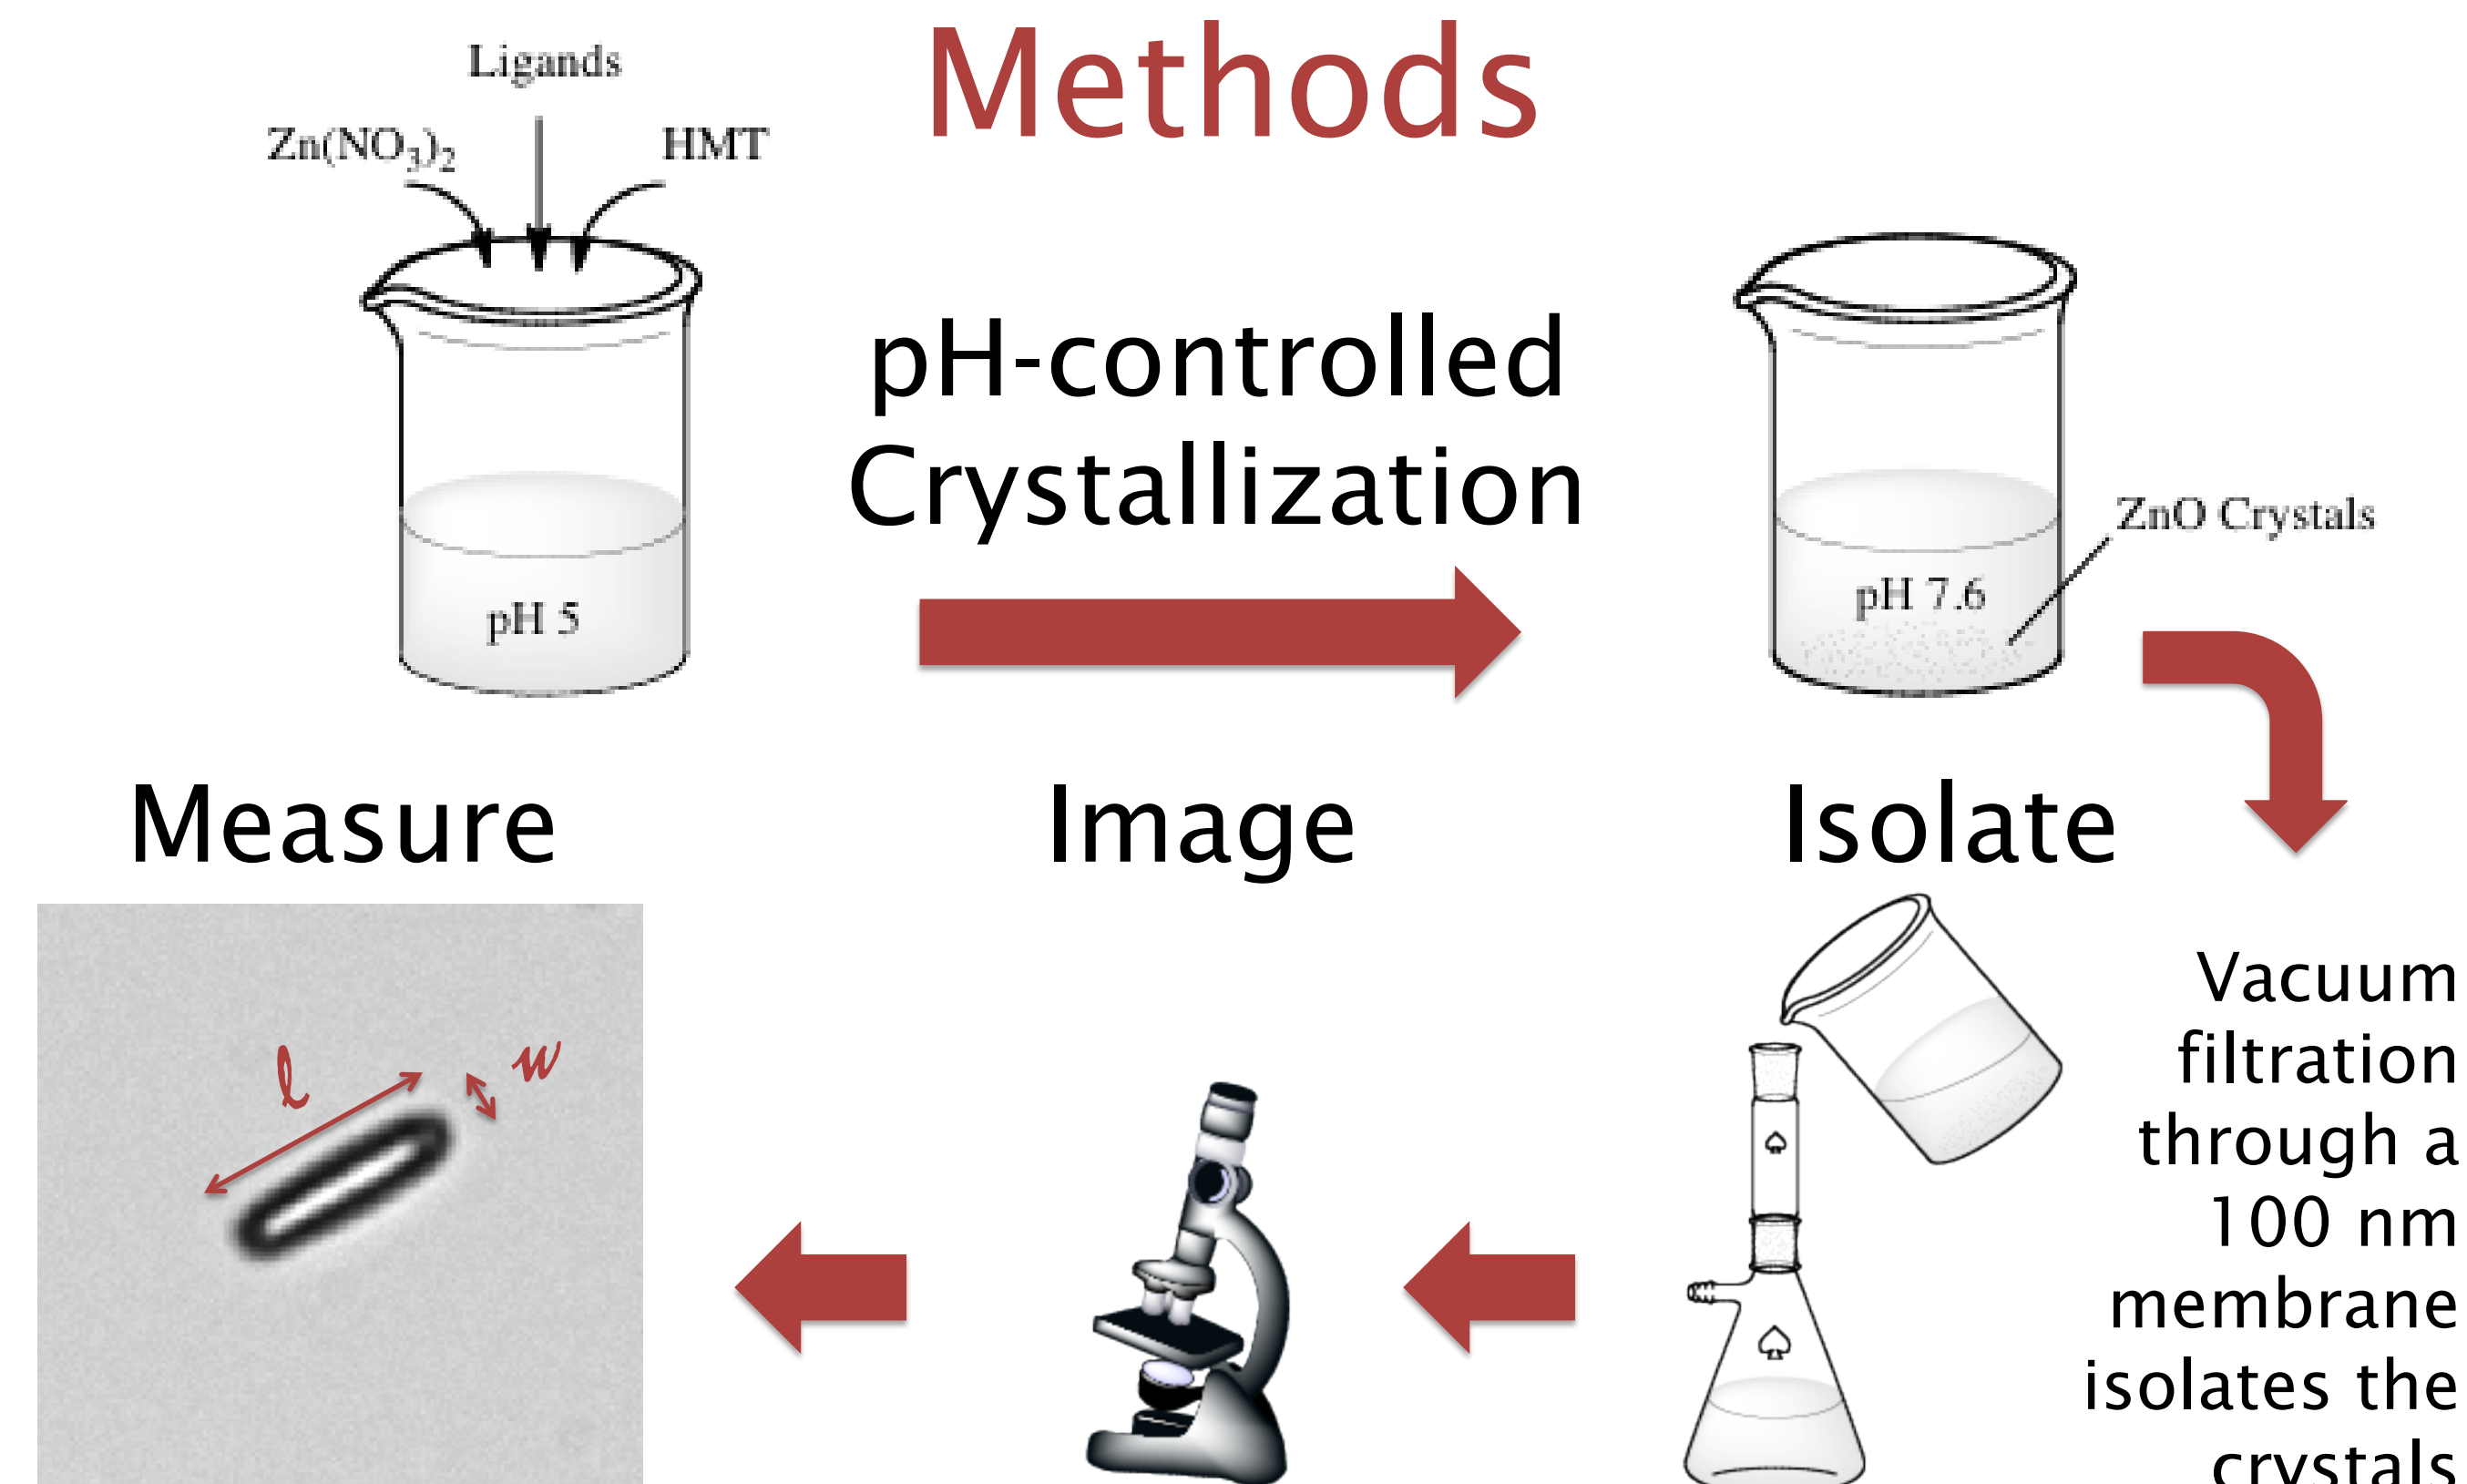 Methods
Ligands
Zn(NO₃)₂
HMT
pH 5
pH-controlled
Crystallization
ZnO Crystals
pH 7.6
Measure
Image
Isolate
ℓ
w
Vacuum
filtration
through a
100 nm
membrane
isolates the
crystals